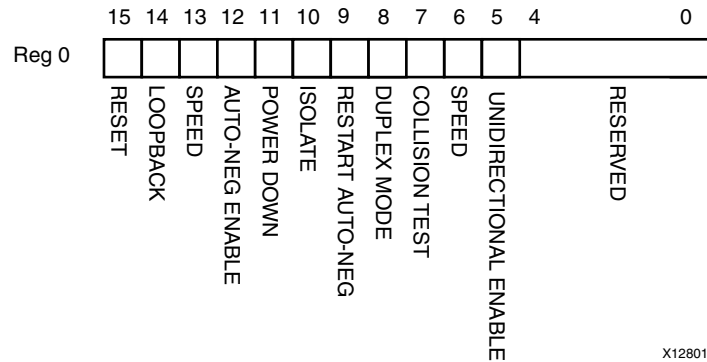 15 14 13 12 11 10 9 8 7 6 5 4 0
Reg 0
RESET
LOOPBACK
SPEED
AUTO-NEG ENABLE
POWER DOWN
ISOLATE
RESTART AUTO-NEG
DUPLEX MODE
COLLISION TEST
SPEED
UNIDIRECTIONAL ENABLE
RESERVED
X12801